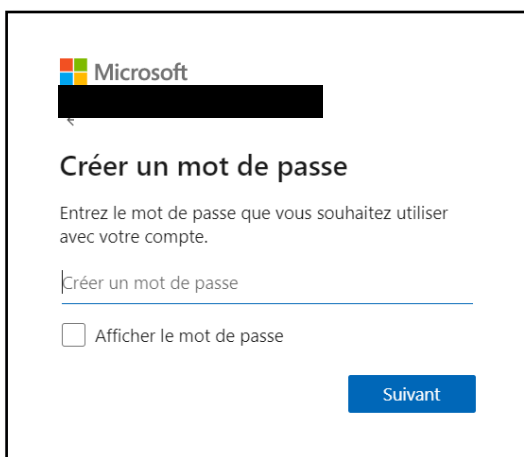 Microsoft
Créer un mot de passe
Entrez le mot de passe que vous souhaitez utiliser
avec votre compte.
Créer un mot de passe
Afficher le mot de passe
Suivant